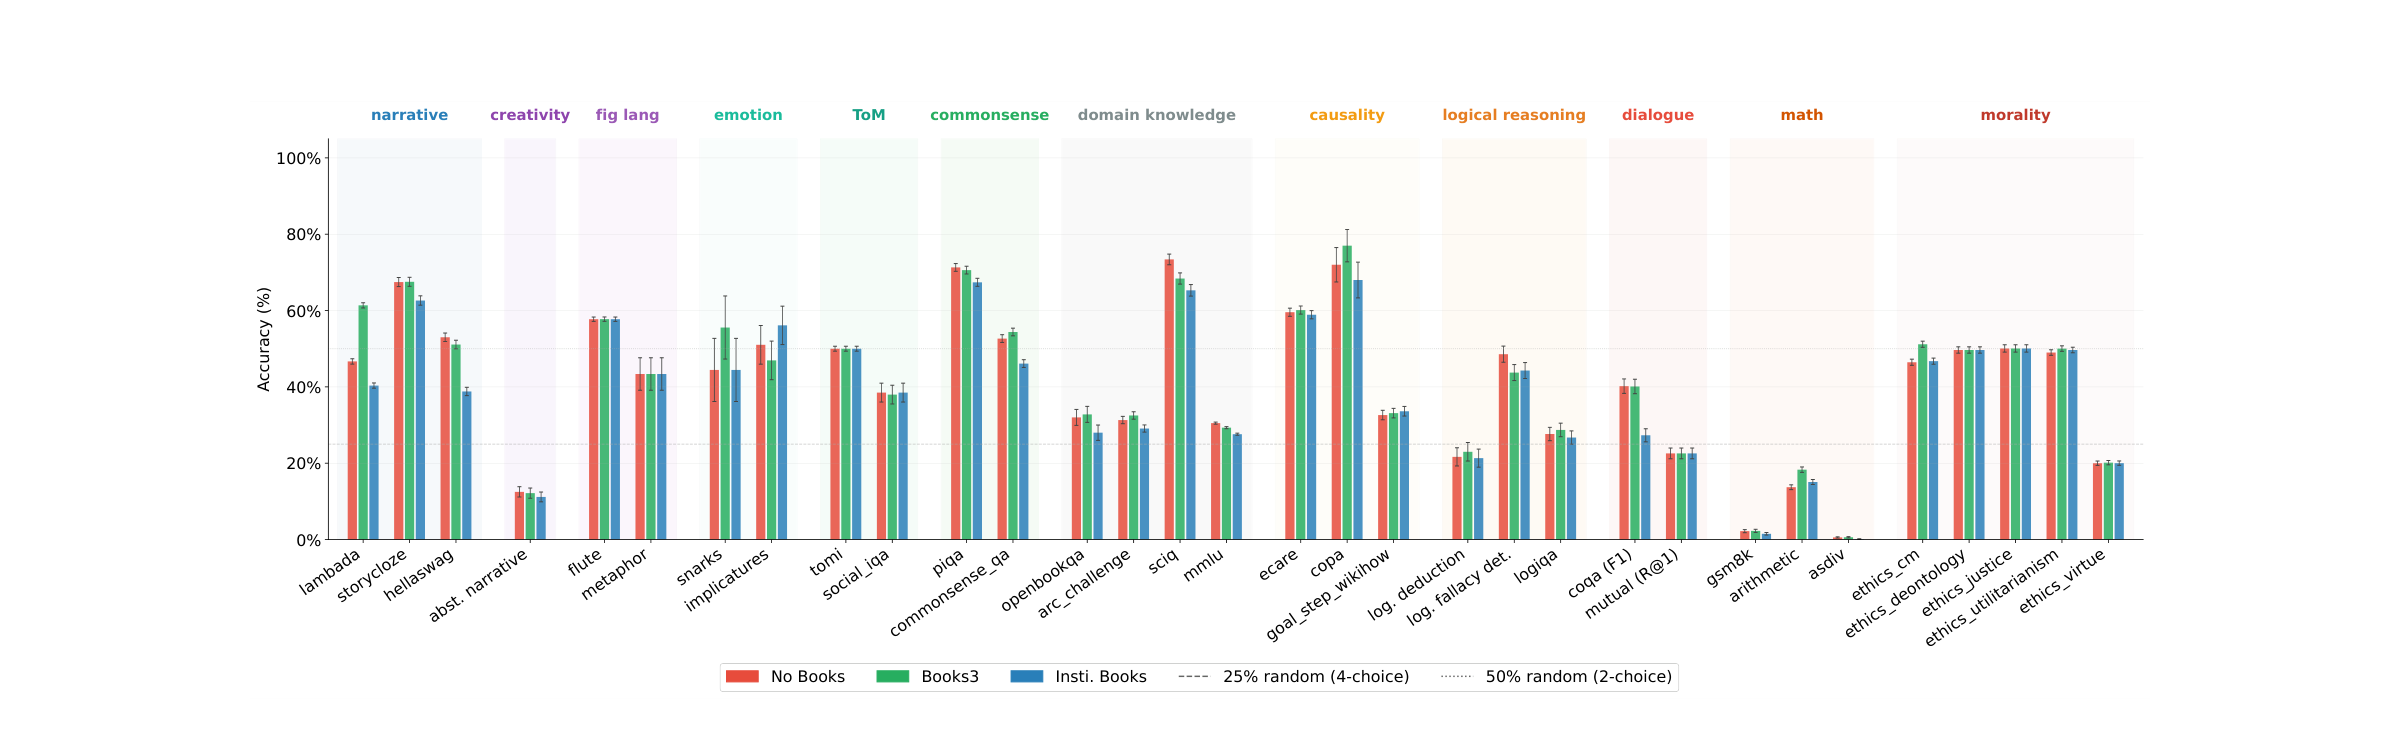 narrative creativity fig lang emotion ToM commonsense domain knowledge causality logical reasoning dialogue math morality
Accuracy (%)
100%
80%
60%
40%
20%
0%
lambada
storycloze
hellaswag
abst. narrative
flute
metaphor
snarks
implicatures
tomi
social_iqa
piqa
commonsense_qa
openbookqa
arc_challenge
sciq
mmlu
ecare
copa
goal_step_wikihow
log. deduction
log. fallacy det.
logiqa
coqa (F1)
mutual (R@1)
gsm8k
arithmetic
asdiv
ethics_cm
ethics_deontology
ethics_justice
ethics_utilitarianism
ethics_virtue
No Books Books3 Insti. Books 25% random (4-choice) 50% random (2-choice)